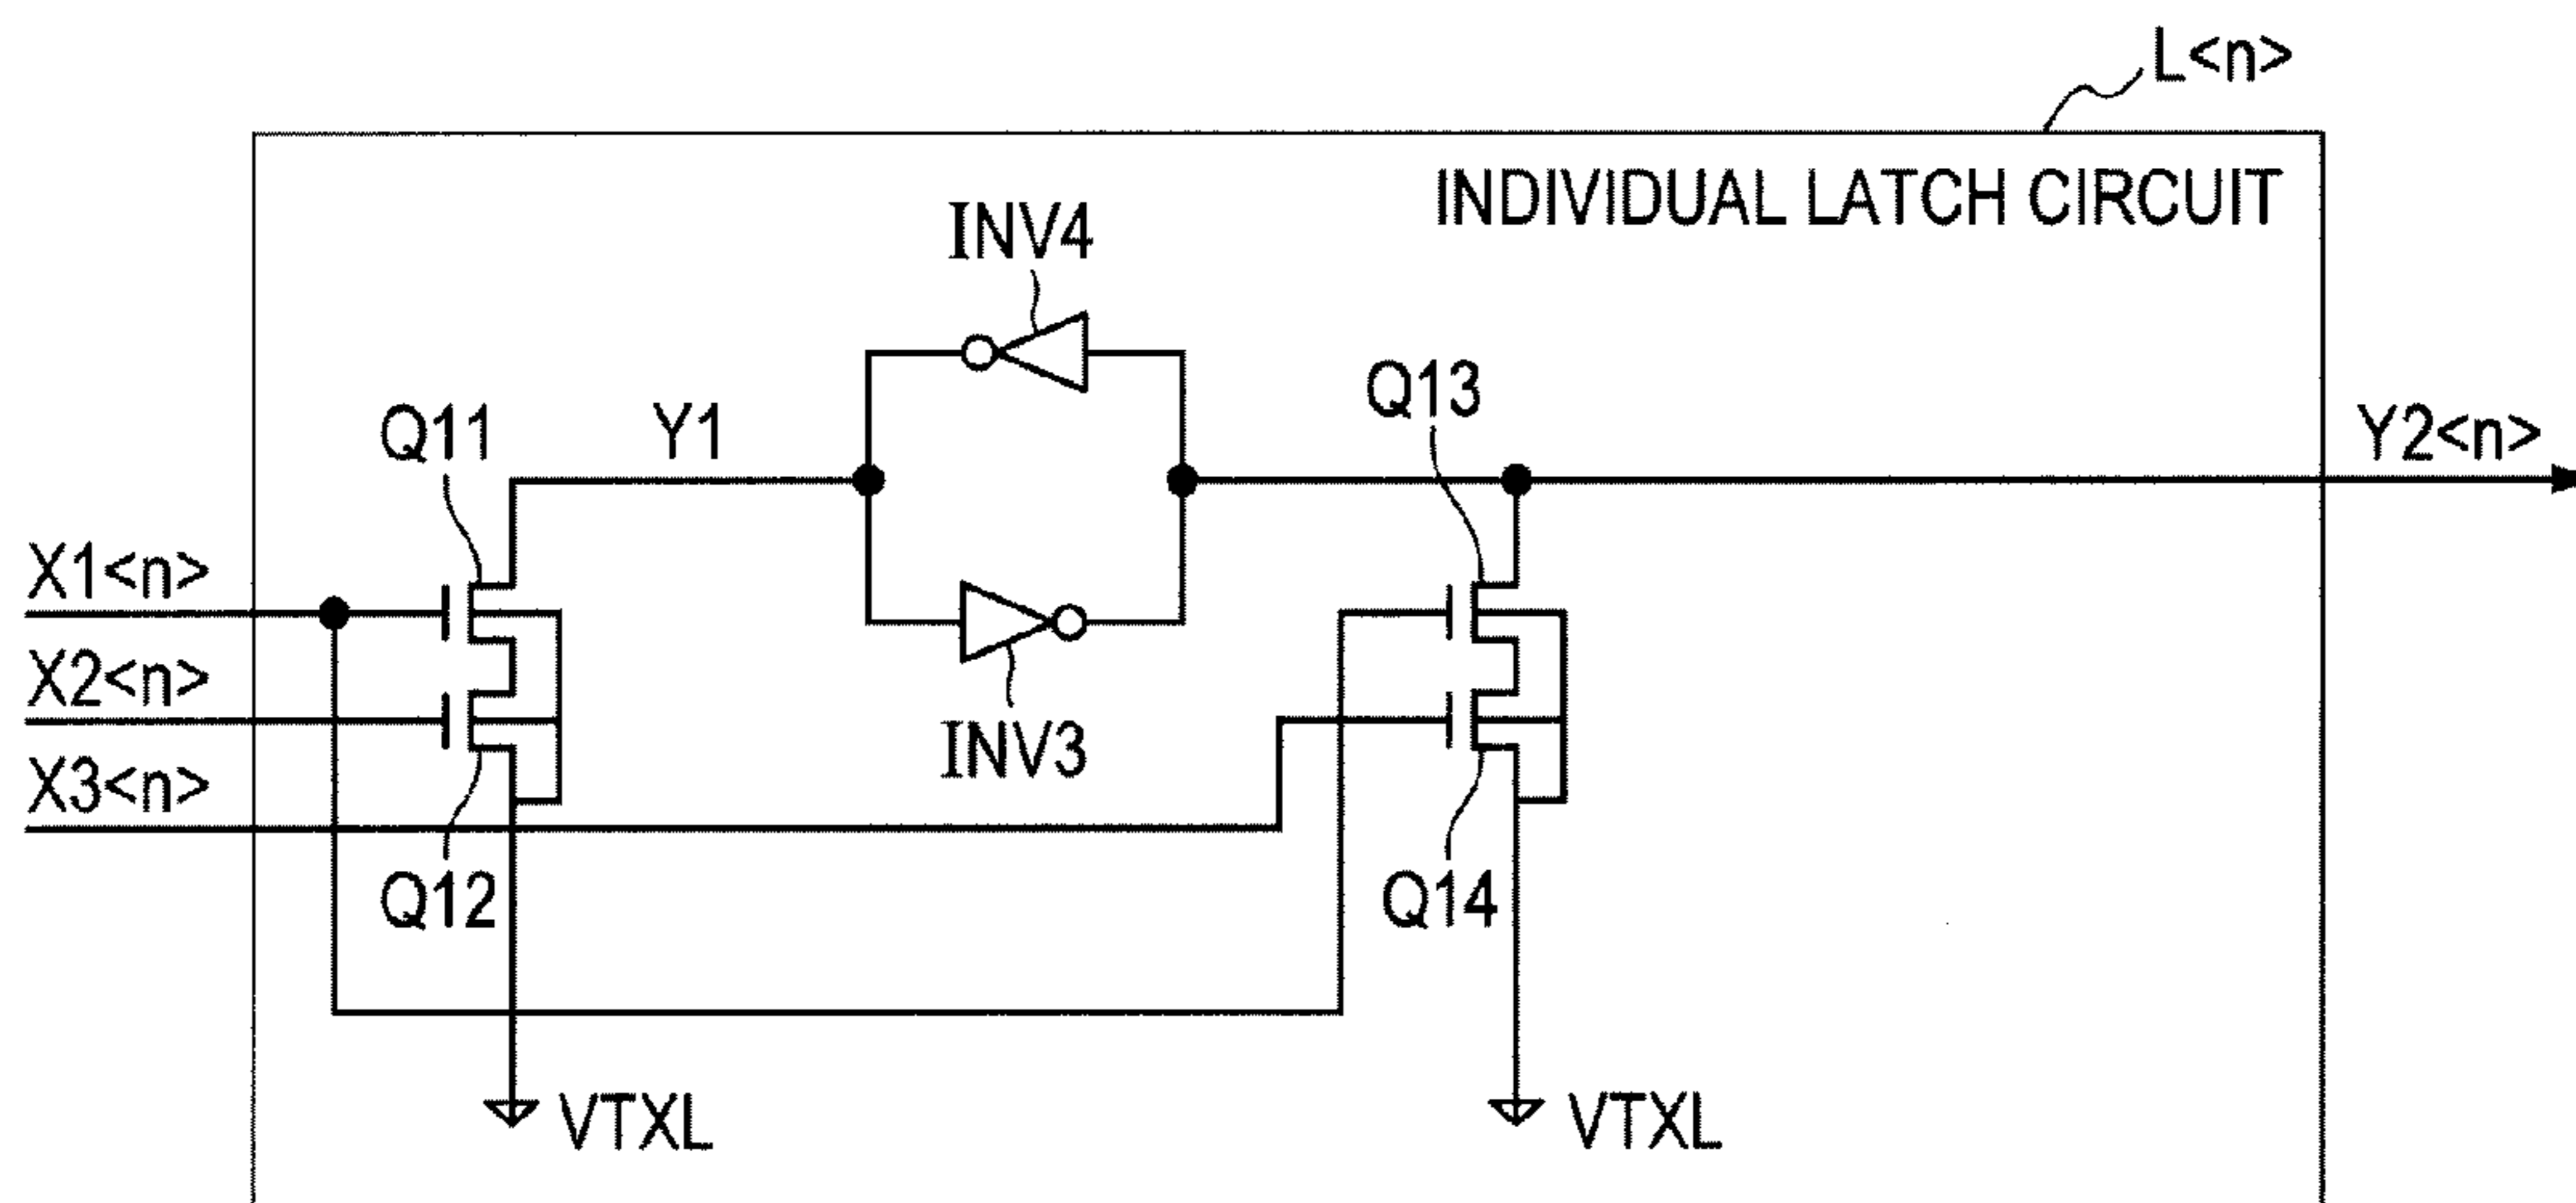 L<n>
INDIVIDUAL LATCH CIRCUIT
INV4
Q13
Q11
Y1
Y2<n>
X1<n>
X2<n>
INV3
X3<n>
Q12
Q14
VTXL
VTXL